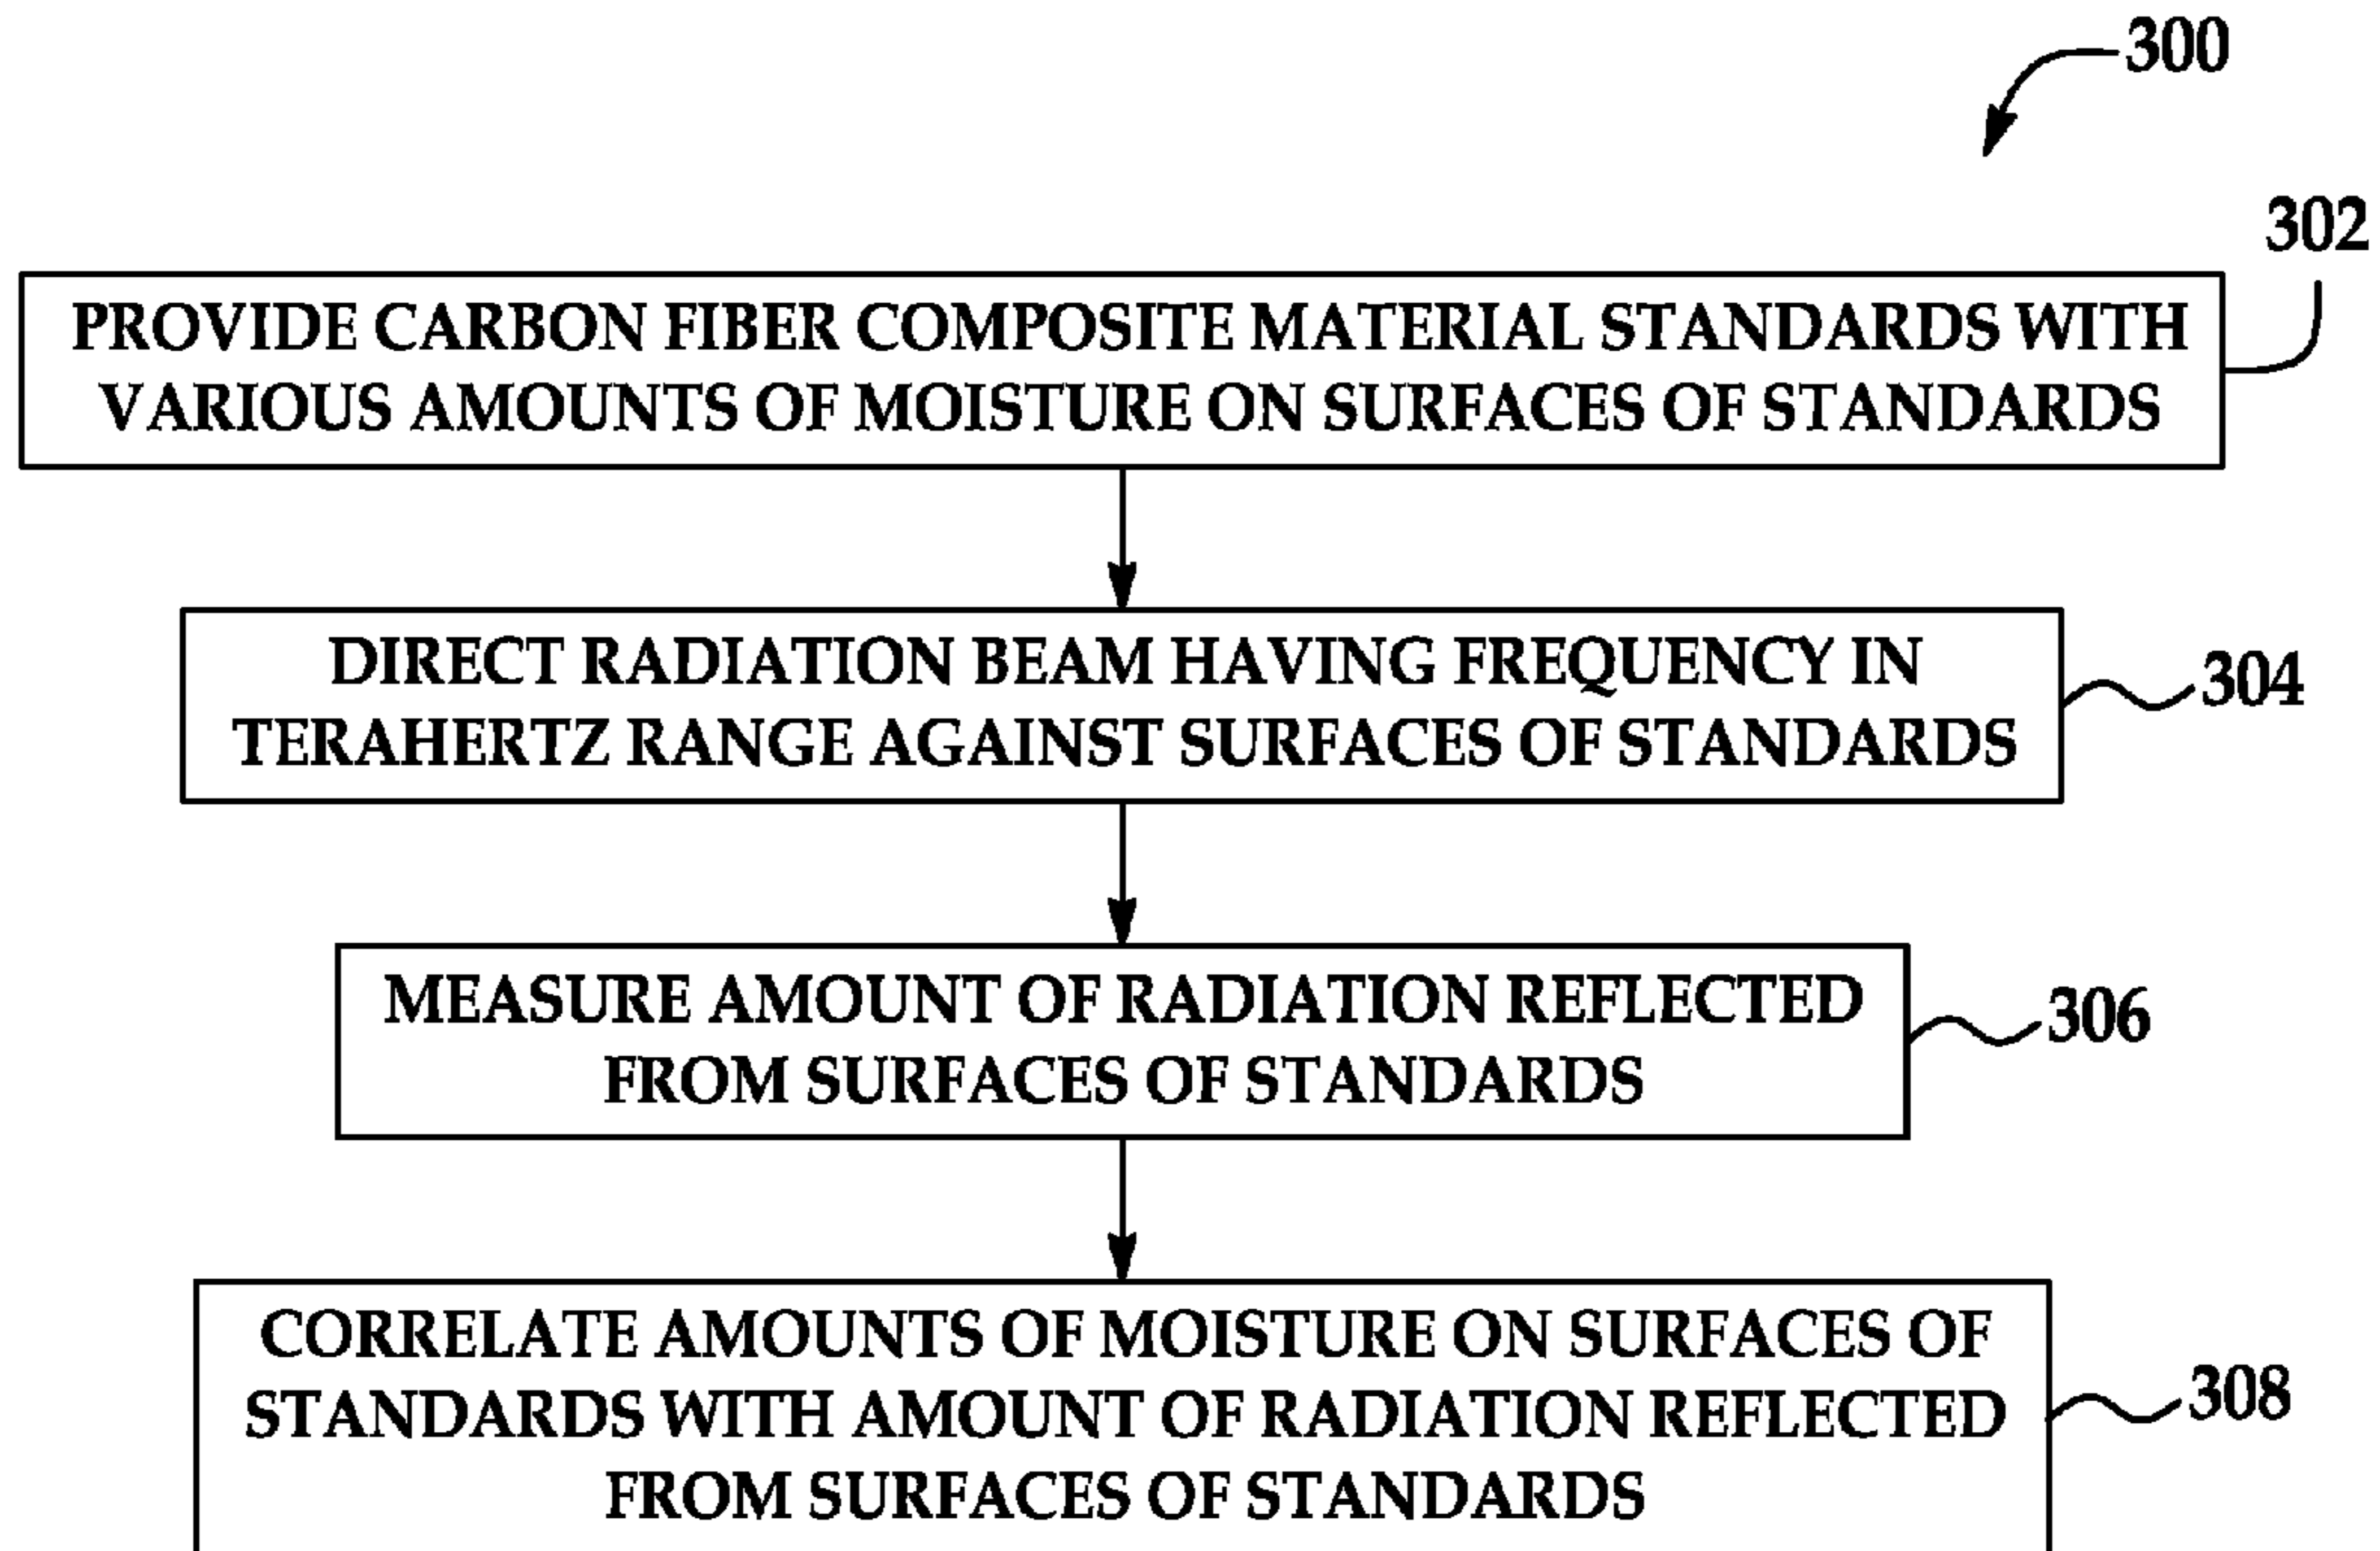 300
302
PROVIDE CARBON FIBER COMPOSITE MATERIAL STANDARDS WITH
VARIOUS AMOUNTS OF MOISTURE ON SURFACES OF STANDARDS
DIRECT RADIATION BEAM HAVING FREQUENCY IN
TERAHERTZ RANGE AGAINST SURFACES OF STANDARDS
304
MEASURE AMOUNT OF RADIATION REFLECTED
FROM SURFACES OF STANDARDS
306
CORRELATE AMOUNTS OF MOISTURE ON SURFACES OF
STANDARDS WITH AMOUNT OF RADIATION REFLECTED
FROM SURFACES OF STANDARDS
308